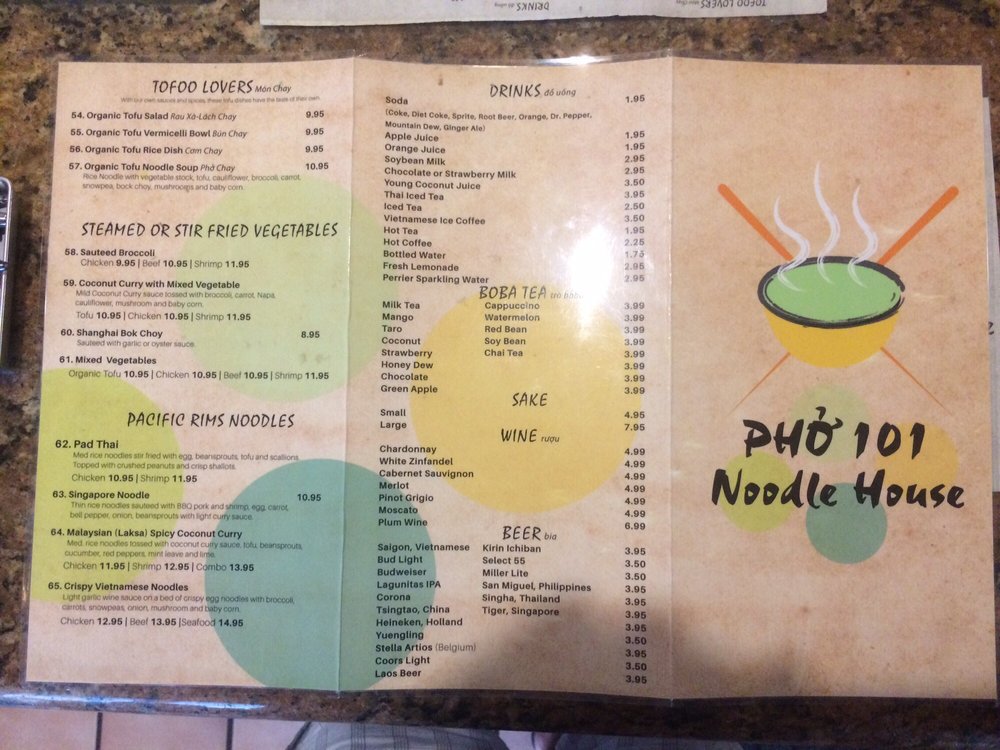 DRINKS đồ uống
TOFOO LOVERS Món Chay
TOFOO LOVERS Món Chay
With our own sauces and spices, these tofu dishes have the taste of their own.
54. Organic Tofu Salad Rau Xà-Lách Chay 9.95
55. Organic Tofu Vermicelli Bowl Bún Chay 9.95
56. Organic Tofu Rice Dish Cơm Chay 9.95
57. Organic Tofu Noodle Soup Phở Chay 10.95
Rice Noodle with vegetable stock, tofu, cauliflower, broccoli, carrot,
snowpea, bock choy, mushrooms and baby corn.
STEAMED OR STIR FRIED VEGETABLES
58. Sauteed Broccoli
Chicken 9.95 | Beef 10.95 | Shrimp 11.95
59. Coconut Curry with Mixed Vegetable
Mild Coconut Curry sauce tossed with broccoli, carrot, Napa,
cauliflower, mushroom and baby corn.
Tofu 10.95 | Chicken 10.95 | Shrimp 11.95
60. Shanghai Bok Choy 8.95
Sauteed with garlic or oyster sauce.
61. Mixed Vegetables
Organic Tofu 10.95 | Chicken 10.95 | Beef 10.95 | Shrimp 11.95
PACIFIC RIMS NOODLES
62. Pad Thai
Med rice noodles stir fried with egg, beansprouts, tofu and scallions.
Topped with crushed peanuts and crisp shallots.
Chicken 10.95 | Shrimp 11.95
63. Singapore Noodle 10.95
Thin rice noodles sauteed with BBQ pork and shrimp, egg, carrot,
bell pepper, onion, beansprouts with light curry sauce.
64. Malaysian (Laksa) Spicy Coconut Curry
Med. rice noodles tossed with coconut curry sauce, tofu, beansprouts,
cucumber, red peppers, mint leave and lime.
Chicken 11.95 | Shrimp 12.95 | Combo 13.95
65. Crispy Vietnamese Noodles
Light garlic wine sauce on a bed of crispy egg noodles with broccoli,
carrots, snowpeas, onion, mushroom and baby corn.
Chicken 12.95 | Beef 13.95 |Seafood 14.95
DRINKS đồ uống
Soda 1.95
(Coke, Diet Coke, Sprite, Root Beer, Orange, Dr. Pepper,
Mountain Dew, Ginger Ale)
Apple Juice 1.95
Orange Juice 1.95
Soybean Milk 2.95
Chocolate or Strawberry Milk 2.95
Young Coconut Juice 3.50
Thai Iced Tea 3.95
Iced Tea 2.50
Vietnamese Ice Coffee 3.50
Hot Tea 1.95
Hot Coffee 2.25
Bottled Water 1.75
Fresh Lemonade 2.95
Perrier Sparkling Water 2.95
BOBA TEA trà
Milk Tea Cappuccino 3.99
Mango Watermelon 3.99
Taro Red Bean 3.99
Coconut Soy Bean 3.99
Strawberry Chai Tea 3.99
Honey Dew 3.99
Chocolate 3.99
Green Apple 3.99
SAKE
Small 4.95
Large 7.95
WINE rượu
Chardonnay 4.99
White Zinfandel 4.99
Cabernet Sauvignon 4.99
Merlot 4.99
Pinot Grigio 4.99
Moscato 4.99
Plum Wine 6.99
BEER bia
Saigon, Vietnamese Kirin Ichiban 3.95
Bud Light Select 55 3.50
Budweiser Miller Lite 3.50
Lagunitas IPA San Miguel, Philippines 3.95
Corona Singha, Thailand 3.95
Tsingtao, China Tiger, Singapore 3.95
Heineken, Holland 3.95
Yuengling 3.50
Stella Artios (Belgium) 3.95
Coors Light 3.50
Laos Beer 3.95
PHỞ 101
Noodle House